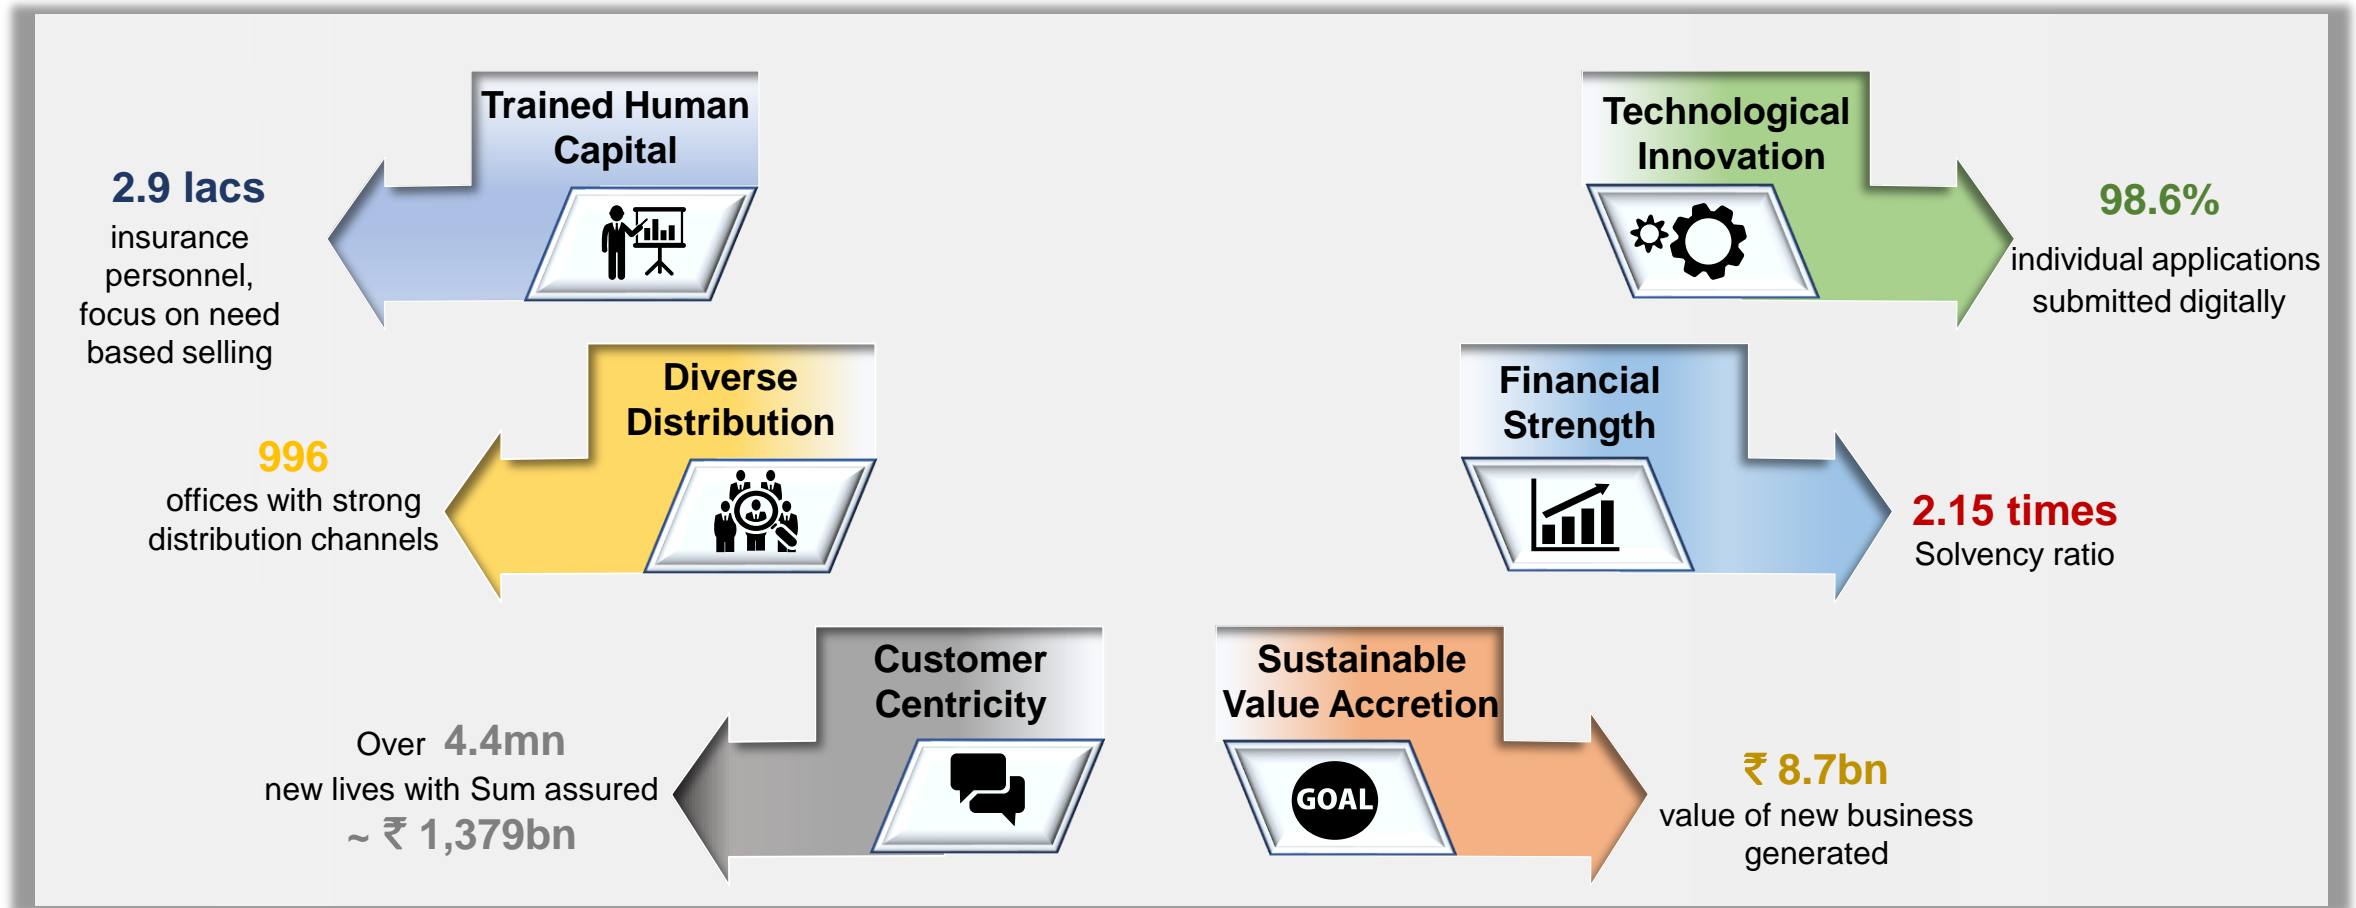 Trained Human
Capital
2.9 lacs
insurance
personnel,
focus on need
based selling
Diverse
Distribution
996
offices with strong
distribution channels
Customer
Centricity
Over 4.4mn
new lives with Sum assured
~ ₹ 1,379bn
Technological
Innovation
98.6%
individual applications
submitted digitally
Financial
Strength
2.15 times
Solvency ratio
Sustainable
Value Accretion
GOAL
₹ 8.7bn
value of new business
generated